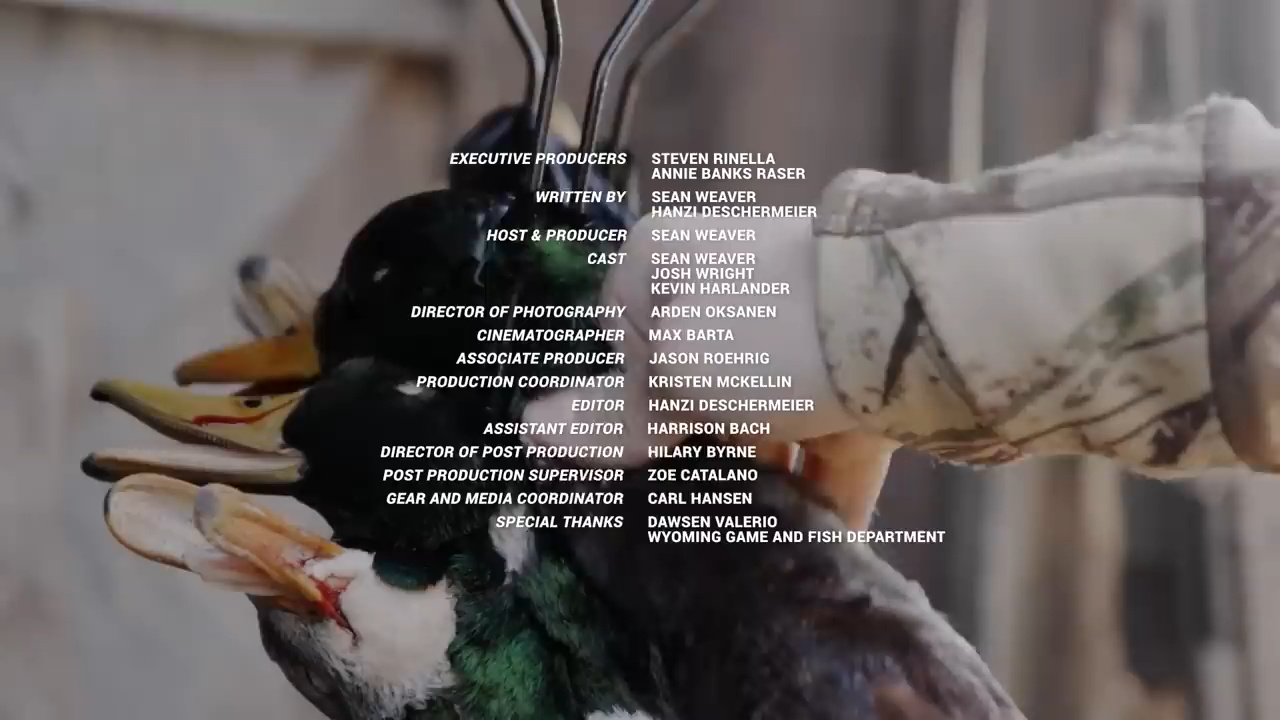 EXECUTIVE PRODUCERS STEVEN RINELLA
ANNIE BANKS RASER
WRITTEN BY SEAN WEAVER
HANZI DESCHERMEIER
HOST & PRODUCER SEAN WEAVER
CAST SEAN WEAVER
JOSH WRIGHT
KEVIN HARLANDER
DIRECTOR OF PHOTOGRAPHY ARDEN OKSANEN
CINEMATOGRAPHER MAX BARTA
ASSOCIATE PRODUCER JASON ROEHRIG
PRODUCTION COORDINATOR KRISTEN MCKELLIN
EDITOR HANZI DESCHERMEIER
ASSISTANT EDITOR HARRISON BACH
DIRECTOR OF POST PRODUCTION HILARY BYRNE
POST PRODUCTION SUPERVISOR ZOE CATALANO
GEAR AND MEDIA COORDINATOR CARL HANSEN
SPECIAL THANKS DAWSEN VALERIO
WYOMING GAME AND FISH DEPARTMENT